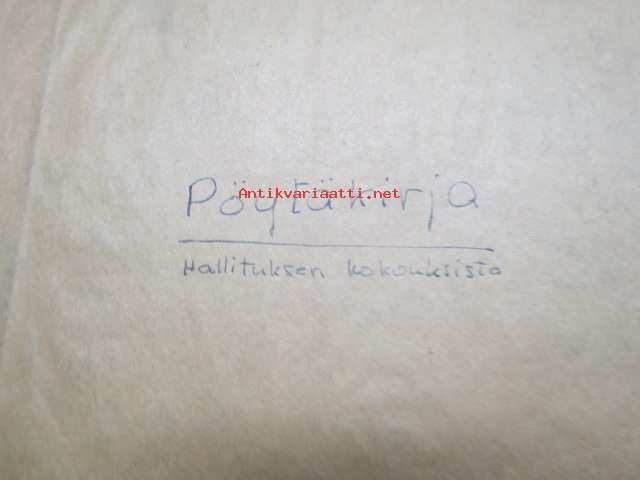 Pöytäkirja
Antikvariaatti.net
Hallituksen kokouksista